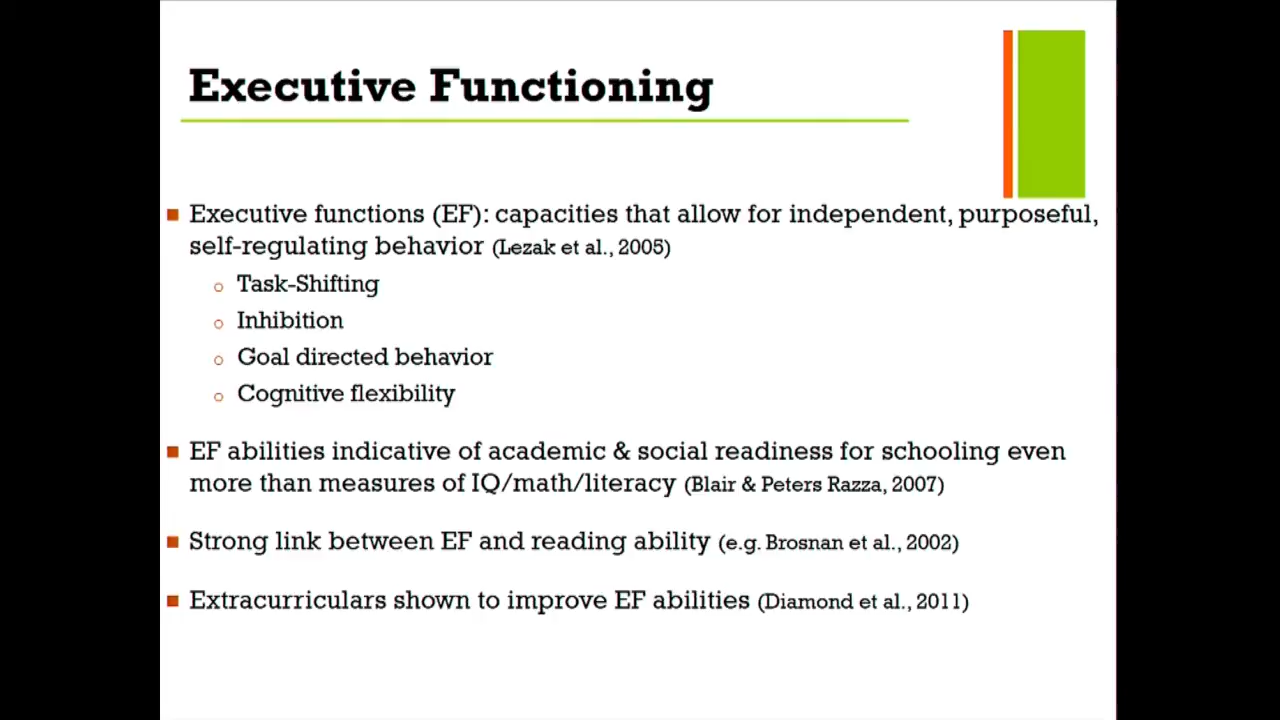 Executive Functioning
Executive functions (EF): capacities that allow for independent, purposeful,
self-regulating behavior (Lezak et al., 2005)
Task-Shifting
Inhibition
Goal directed behavior
Cognitive flexibility
EF abilities indicative of academic & social readiness for schooling even
more than measures of IQ/math/literacy (Blair & Peters Razza, 2007)
Strong link between EF and reading ability (e.g. Brosnan et al., 2002)
Extracurriculars shown to improve EF abilities (Diamond et al., 2011)